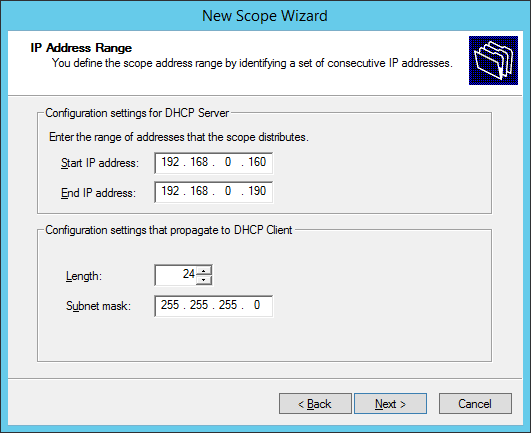 New Scope Wizard
IP Address Range
You define the scope address range by identifying a set of consecutive IP addresses.
Configuration settings for DHCP Server
Enter the range of addresses that the scope distributes.
Start IP address: 192 . 168 . 0 . 160
End IP address: 192 . 168 . 0 . 190
Configuration settings that propagate to DHCP Client
Length: 24
Subnet mask: 255 . 255 . 255 . 0
< Back Next > Cancel